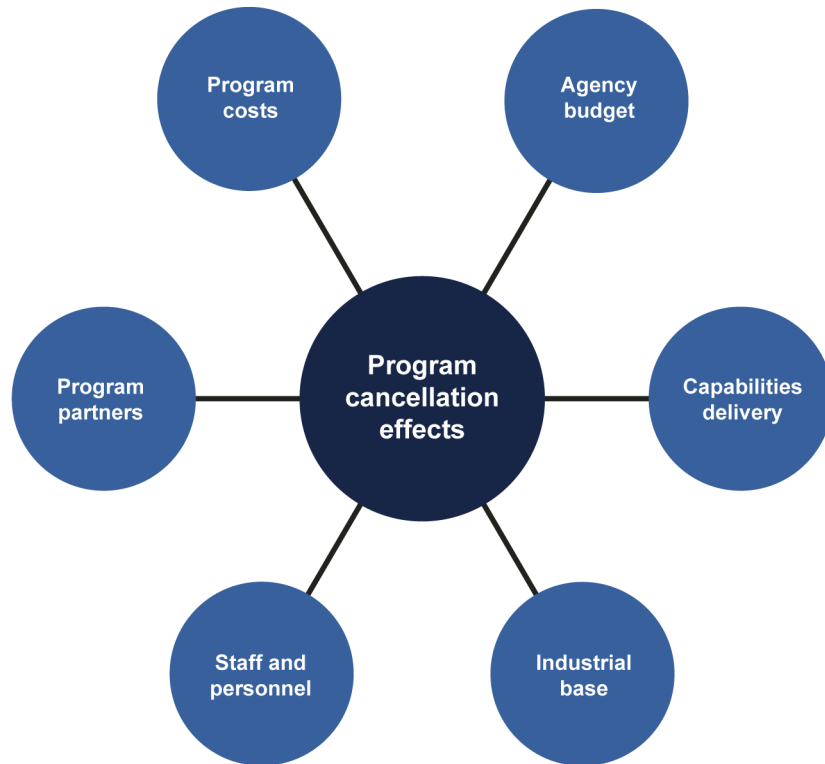 Program
costs
Agency
budget
Program
partners
Program
cancellation
effects
Capabilities
delivery
Staff and
personnel
Industrial
base